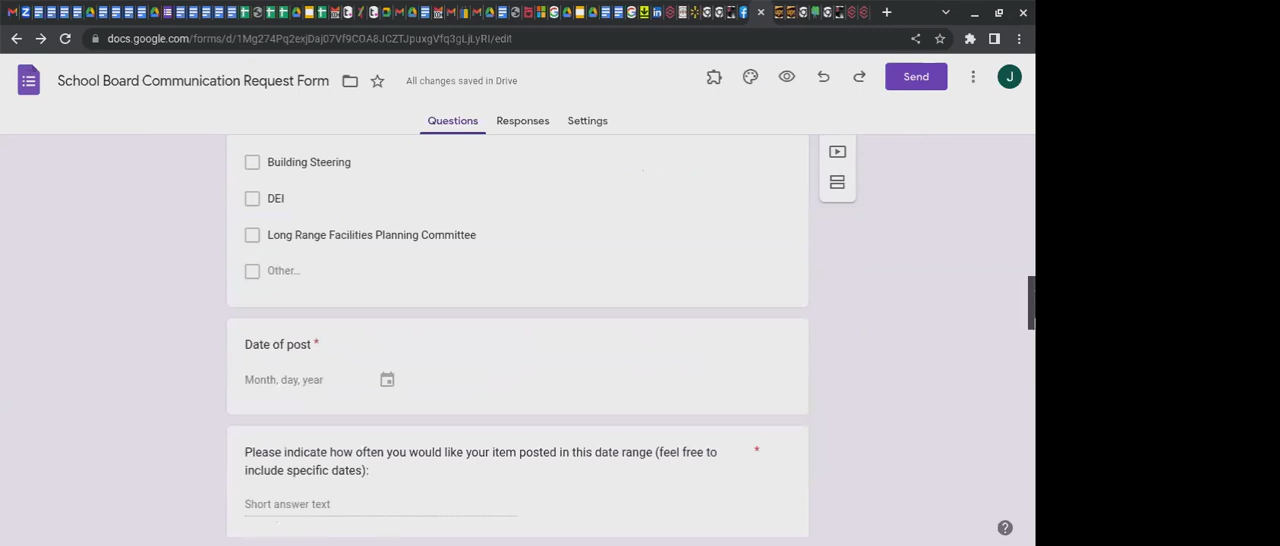 docs.google.com/forms/d/1Mg274Pq2exjDaj07Vf9COA8JCZTJpuxgVfq3gLjLyRI/edit
School Board Communication Request Form
All changes saved in Drive
Send
J
Questions
Responses
Settings
Building Steering
DEI
Long Range Facilities Planning Committee
Other...
Date of post *
Month, day, year
Please indicate how often you would like your item posted in this date range (feel free to *
include specific dates):
Short answer text